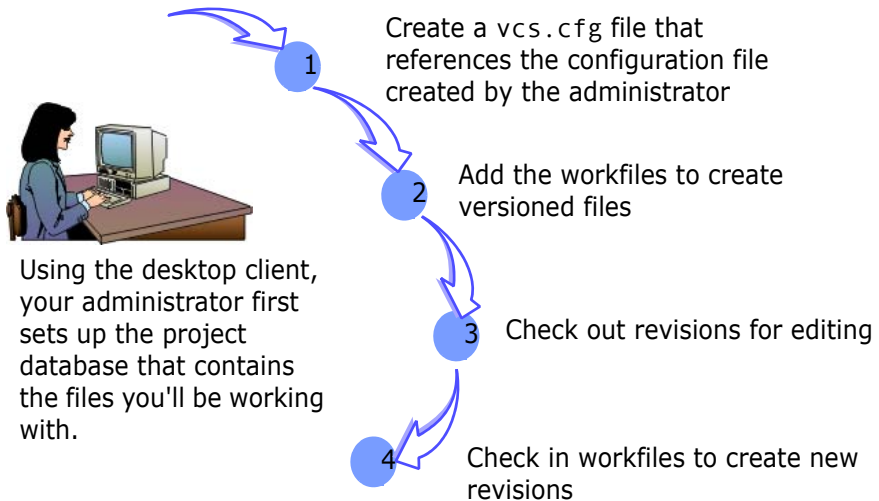 Create a vcs.cfg file that
references the configuration file
created by the administrator
1
Add the workfiles to create
versioned files
2
Using the desktop client,
your administrator first
sets up the project
database that contains
the files you'll be working
with.
3
Check out revisions for editing
4
Check in workfiles to create new
revisions